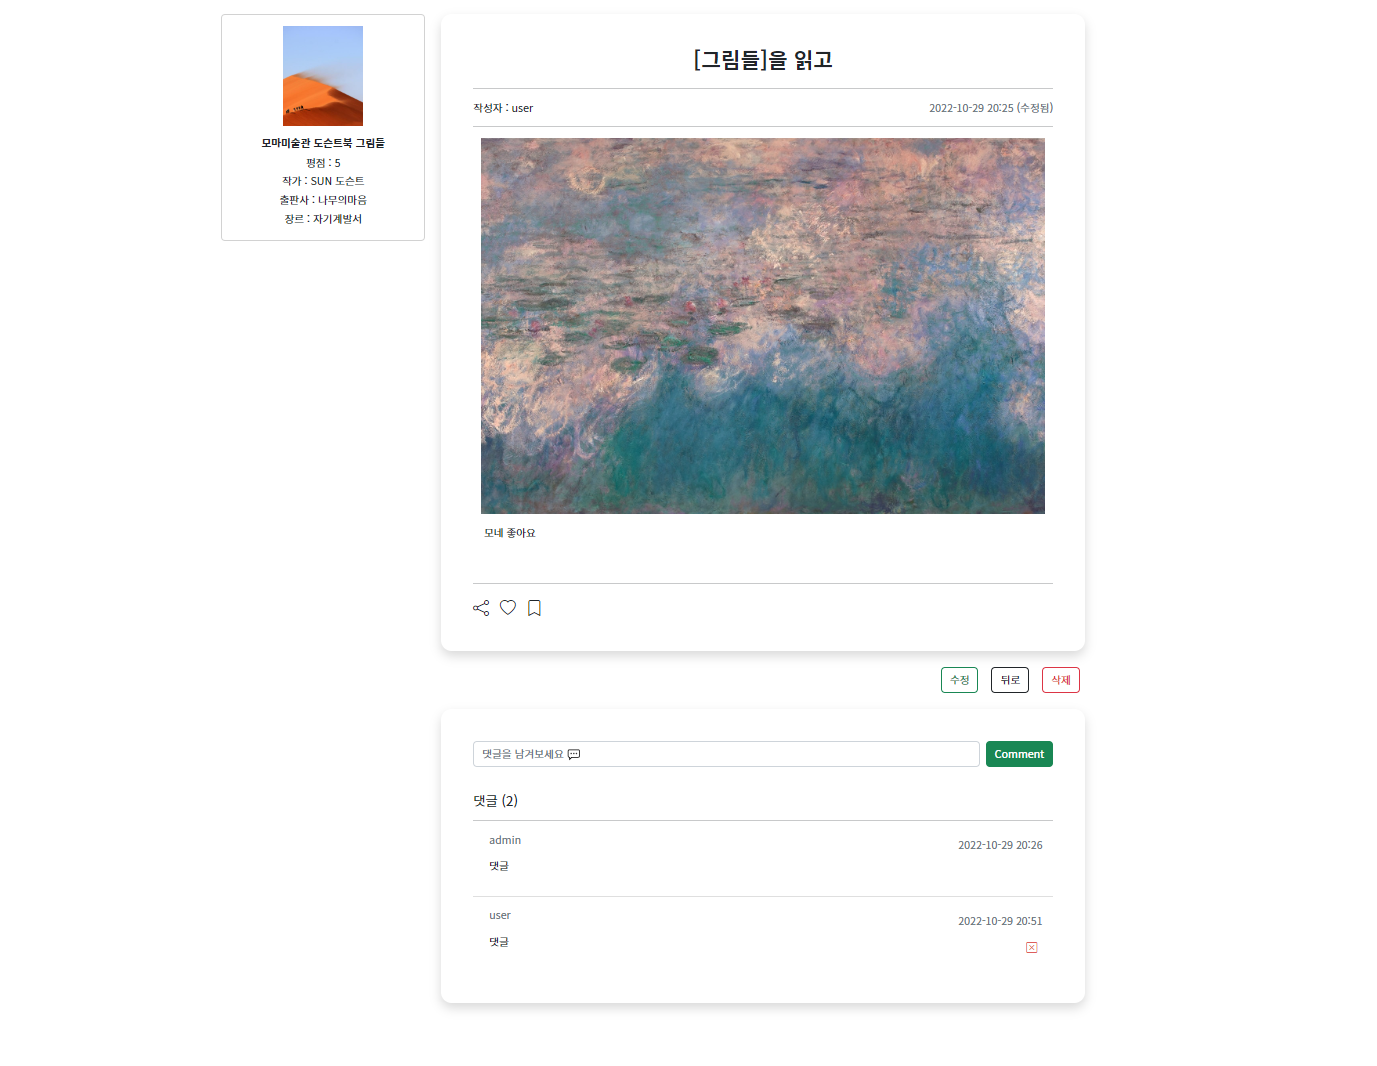 모마미술관 도슨트북 그림들
평점 : 5
작가 : SUN 도슨트
출판사 : 나무의마음
장르 : 자기계발서
[그림들]을 읽고
작성자 : user
2022-10-29 20:25 (수정됨)
모네 좋아요
수정
뒤로
삭제
댓글을 남겨보세요
Comment
댓글 (2)
admin
2022-10-29 20:26
댓글
user
2022-10-29 20:51
댓글